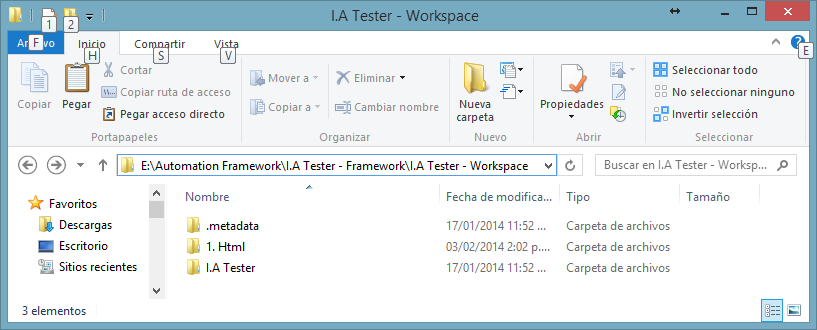 I.A Tester - Workspace
1 2
Archivo Inicio Compartir Vista
F H S V E
Copiar
Pegar
Cortar
Copiar ruta de acceso
Pegar acceso directo
Portapapeles
Mover a
Copiar a
Eliminar
Cambiar nombre
Organizar
Nueva
carpeta
Nuevo
Propiedades
Abrir
Seleccionar todo
No seleccionar ninguno
Invertir selección
Seleccionar
E:\Automation Framework\I.A Tester - Framework\I.A Tester - Workspace
Buscar en I.A Tester - Worksp...
Favoritos
Descargas
Escritorio
Sitios recientes
Nombre Fecha de modifica... Tipo Tamaño
.metadata 17/01/2014 11:52 ... Carpeta de archivos
1. Html 03/02/2014 2:02 p.... Carpeta de archivos
I.A Tester 17/01/2014 11:52 ... Carpeta de archivos
3 elementos